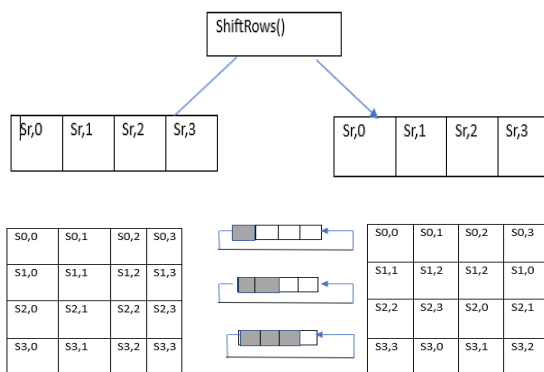 ShiftRows()
Sr,0 Sr,1 Sr,2 Sr,3
Sr,0 Sr,1 Sr,2 Sr,3
S0,0 S0,1 S0,2 S0,3
S1,0 S1,1 S1,2 S1,3
S2,0 S2,1 S2,2 S2,3
S3,0 S3,1 S3,2 S3,3
S0,0 S0,1 S0,2 S0,3
S1,1 S1,2 S1,2 S1,0
S2,2 S2,3 S2,0 S2,1
S3,3 S3,0 S3,1 S3,2